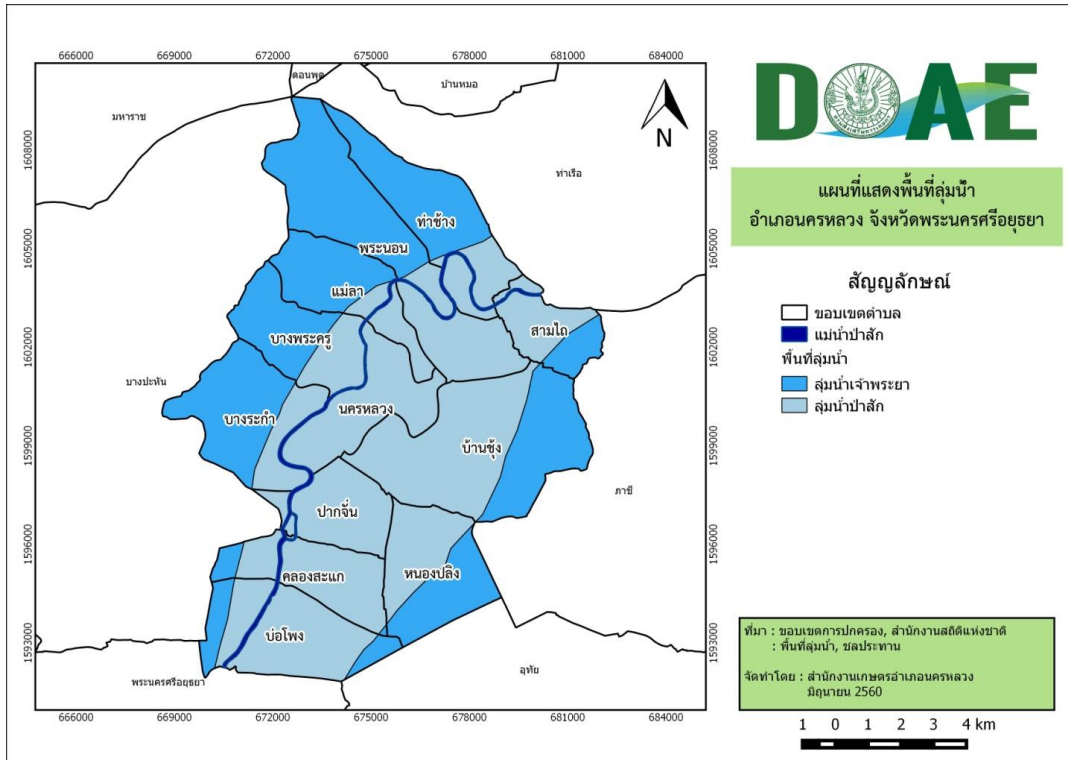 666000 669000 672000 675000 678000 681000 684000
ดอนพุด
บ้านหมอ
มหาราช
ท่าเรือ
N
ท่าช้าง
พระนอน
แม่ลา
สามไถ
บางพระครู
บางปะหัน
บางระกำ
นครหลวง
บ้านชุ้ง
ภาชี
ปากจั่น
คลองสะแก
หนองปลิง
บ่อโพง
พระนครศรีอยุธยา
อุทัย
1608000
1605000
1602000
1599000
1596000
1593000
1608000
1605000
1602000
1599000
1596000
1593000
666000 669000 672000 675000 678000 681000 684000
DOAE
แผนที่แสดงพื้นที่ลุ่มน้ำ
อำเภอนครหลวง จังหวัดพระนครศรีอยุธยา
สัญญลักษณ์
ขอบเขตตำบล
แม่น้ำป่าสัก
พื้นที่ลุ่มน้ำ
ลุ่มน้ำเจ้าพระยา
ลุ่มน้ำป่าสัก
ที่มา : ขอบเขตการปกครอง, สำนักงานสถิติแห่งชาติ
: พื้นที่ลุ่มน้ำ, ชลประทาน
จัดทำโดย : สำนักงานเกษตรอำเภอนครหลวง
มิถุนายน 2560
1 0 1 2 3 4 km